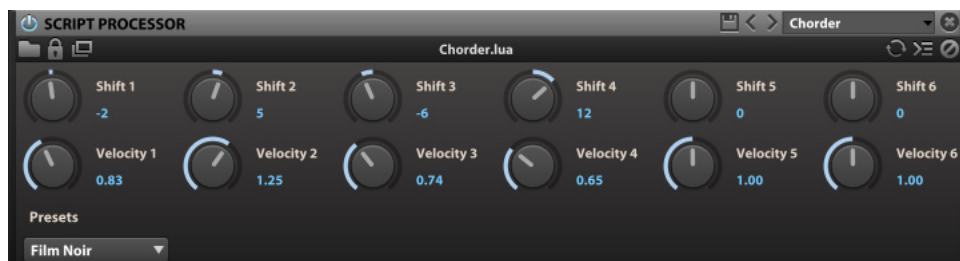 SCRIPT PROCESSOR Chorder
Chorder.lua
Shift 1 Shift 2 Shift 3 Shift 4 Shift 5 Shift 6
-2 5 -6 12 0 0
Velocity 1 Velocity 2 Velocity 3 Velocity 4 Velocity 5 Velocity 6
0.83 1.25 0.74 0.65 1.00 1.00
Presets
Film Noir